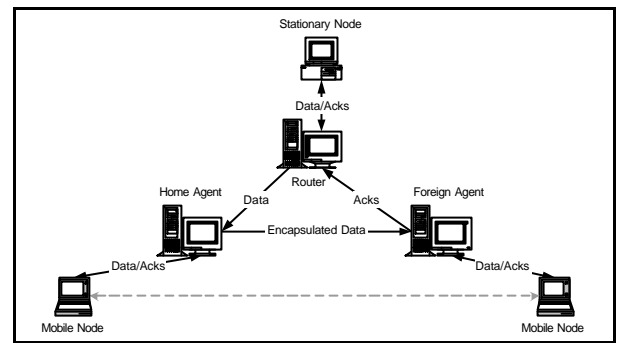 Stationary Node
Data/Acks
Router
Home Agent
Foreign Agent
Data
Acks
Encapsulated Data
Data/Acks
Data/Acks
Mobile Node
Mobile Node